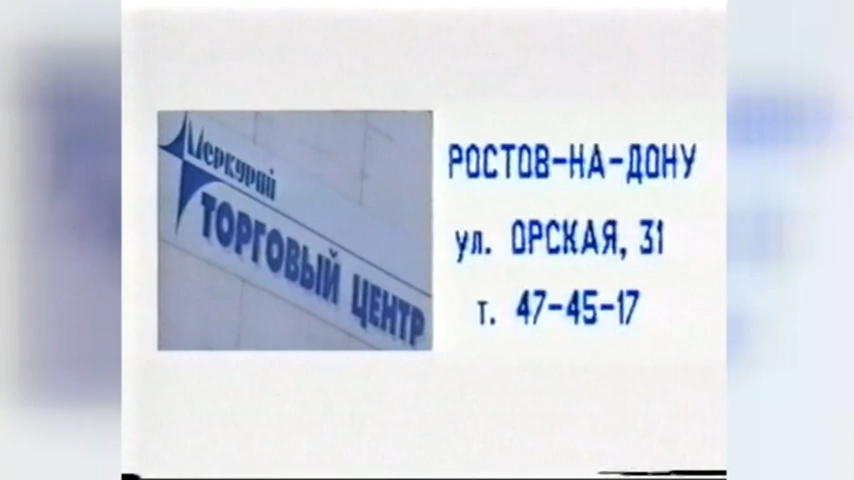 Меркурий
ТОРГОВЫЙ ЦЕНТР
РОСТОВ-НА-ДОНУ
ул. ОРСКАЯ, 31
т. 47-45-17